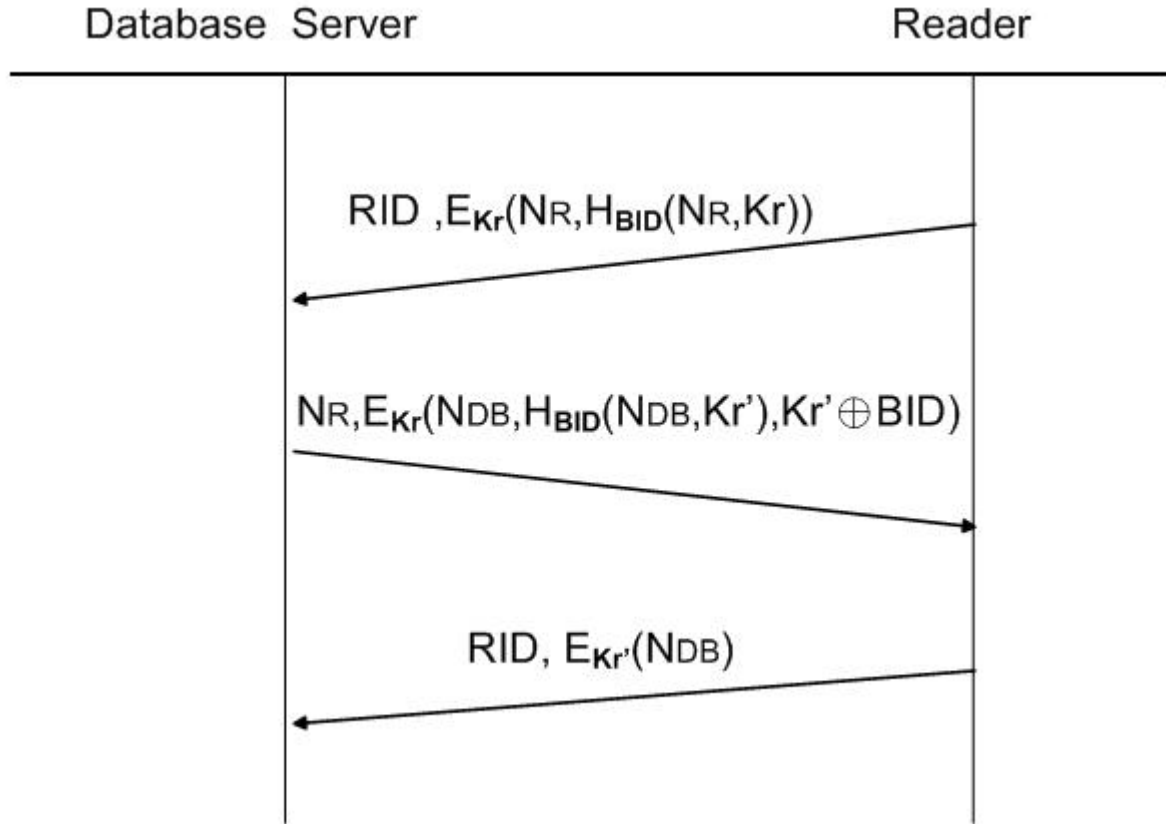 Database Server Reader
RID ,EKr(NR,HBID(NR,Kr))
NR,EKr(NDB,HBID(NDB,Kr'),Kr'⊕BID)
RID, EKr'(NDB)